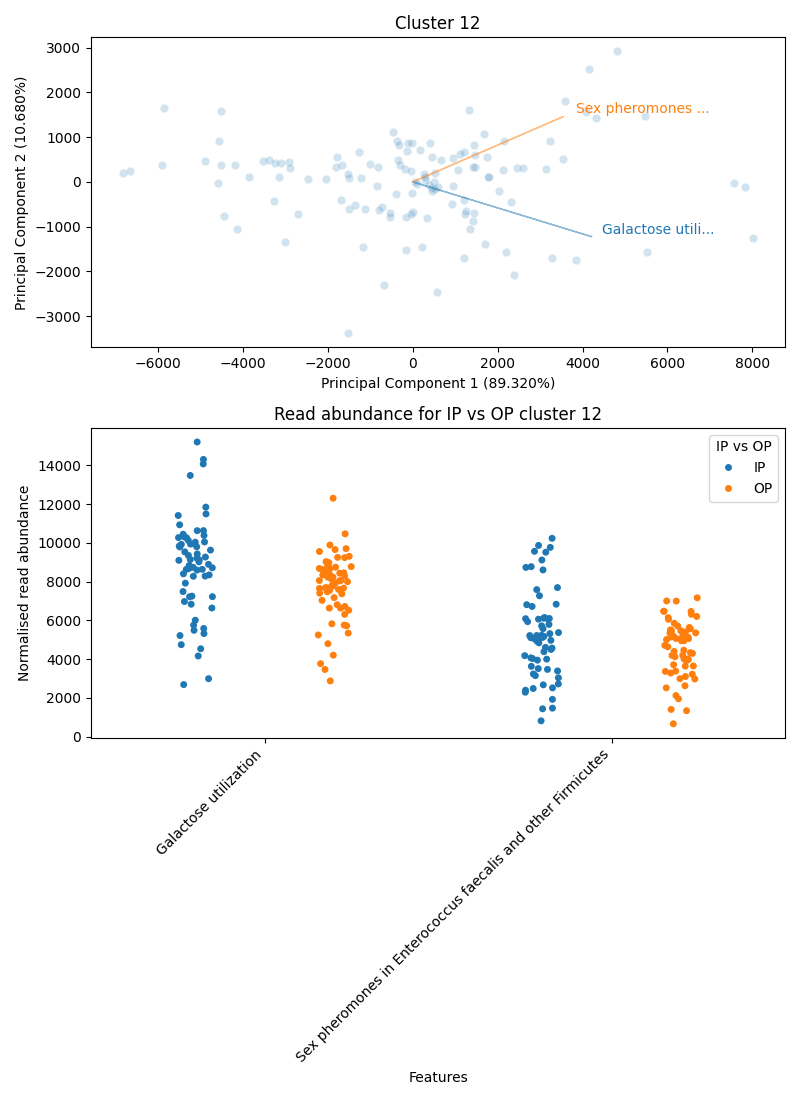 Cluster 12
3000
2000
1000
0
−1000
−2000
−3000
Principal Component 2 (10.680%)
Sex pheromones ...
Galactose utili...
−6000 −4000 −2000 0 2000 4000 6000 8000
Principal Component 1 (89.320%)
Read abundance for IP vs OP cluster 12
14000
12000
10000
8000
6000
4000
2000
0
Normalised read abundance
IP vs OP
IP
OP
Galactose utilization
Sex pheromones in Enterococcus faecalis and other Firmicutes
Features